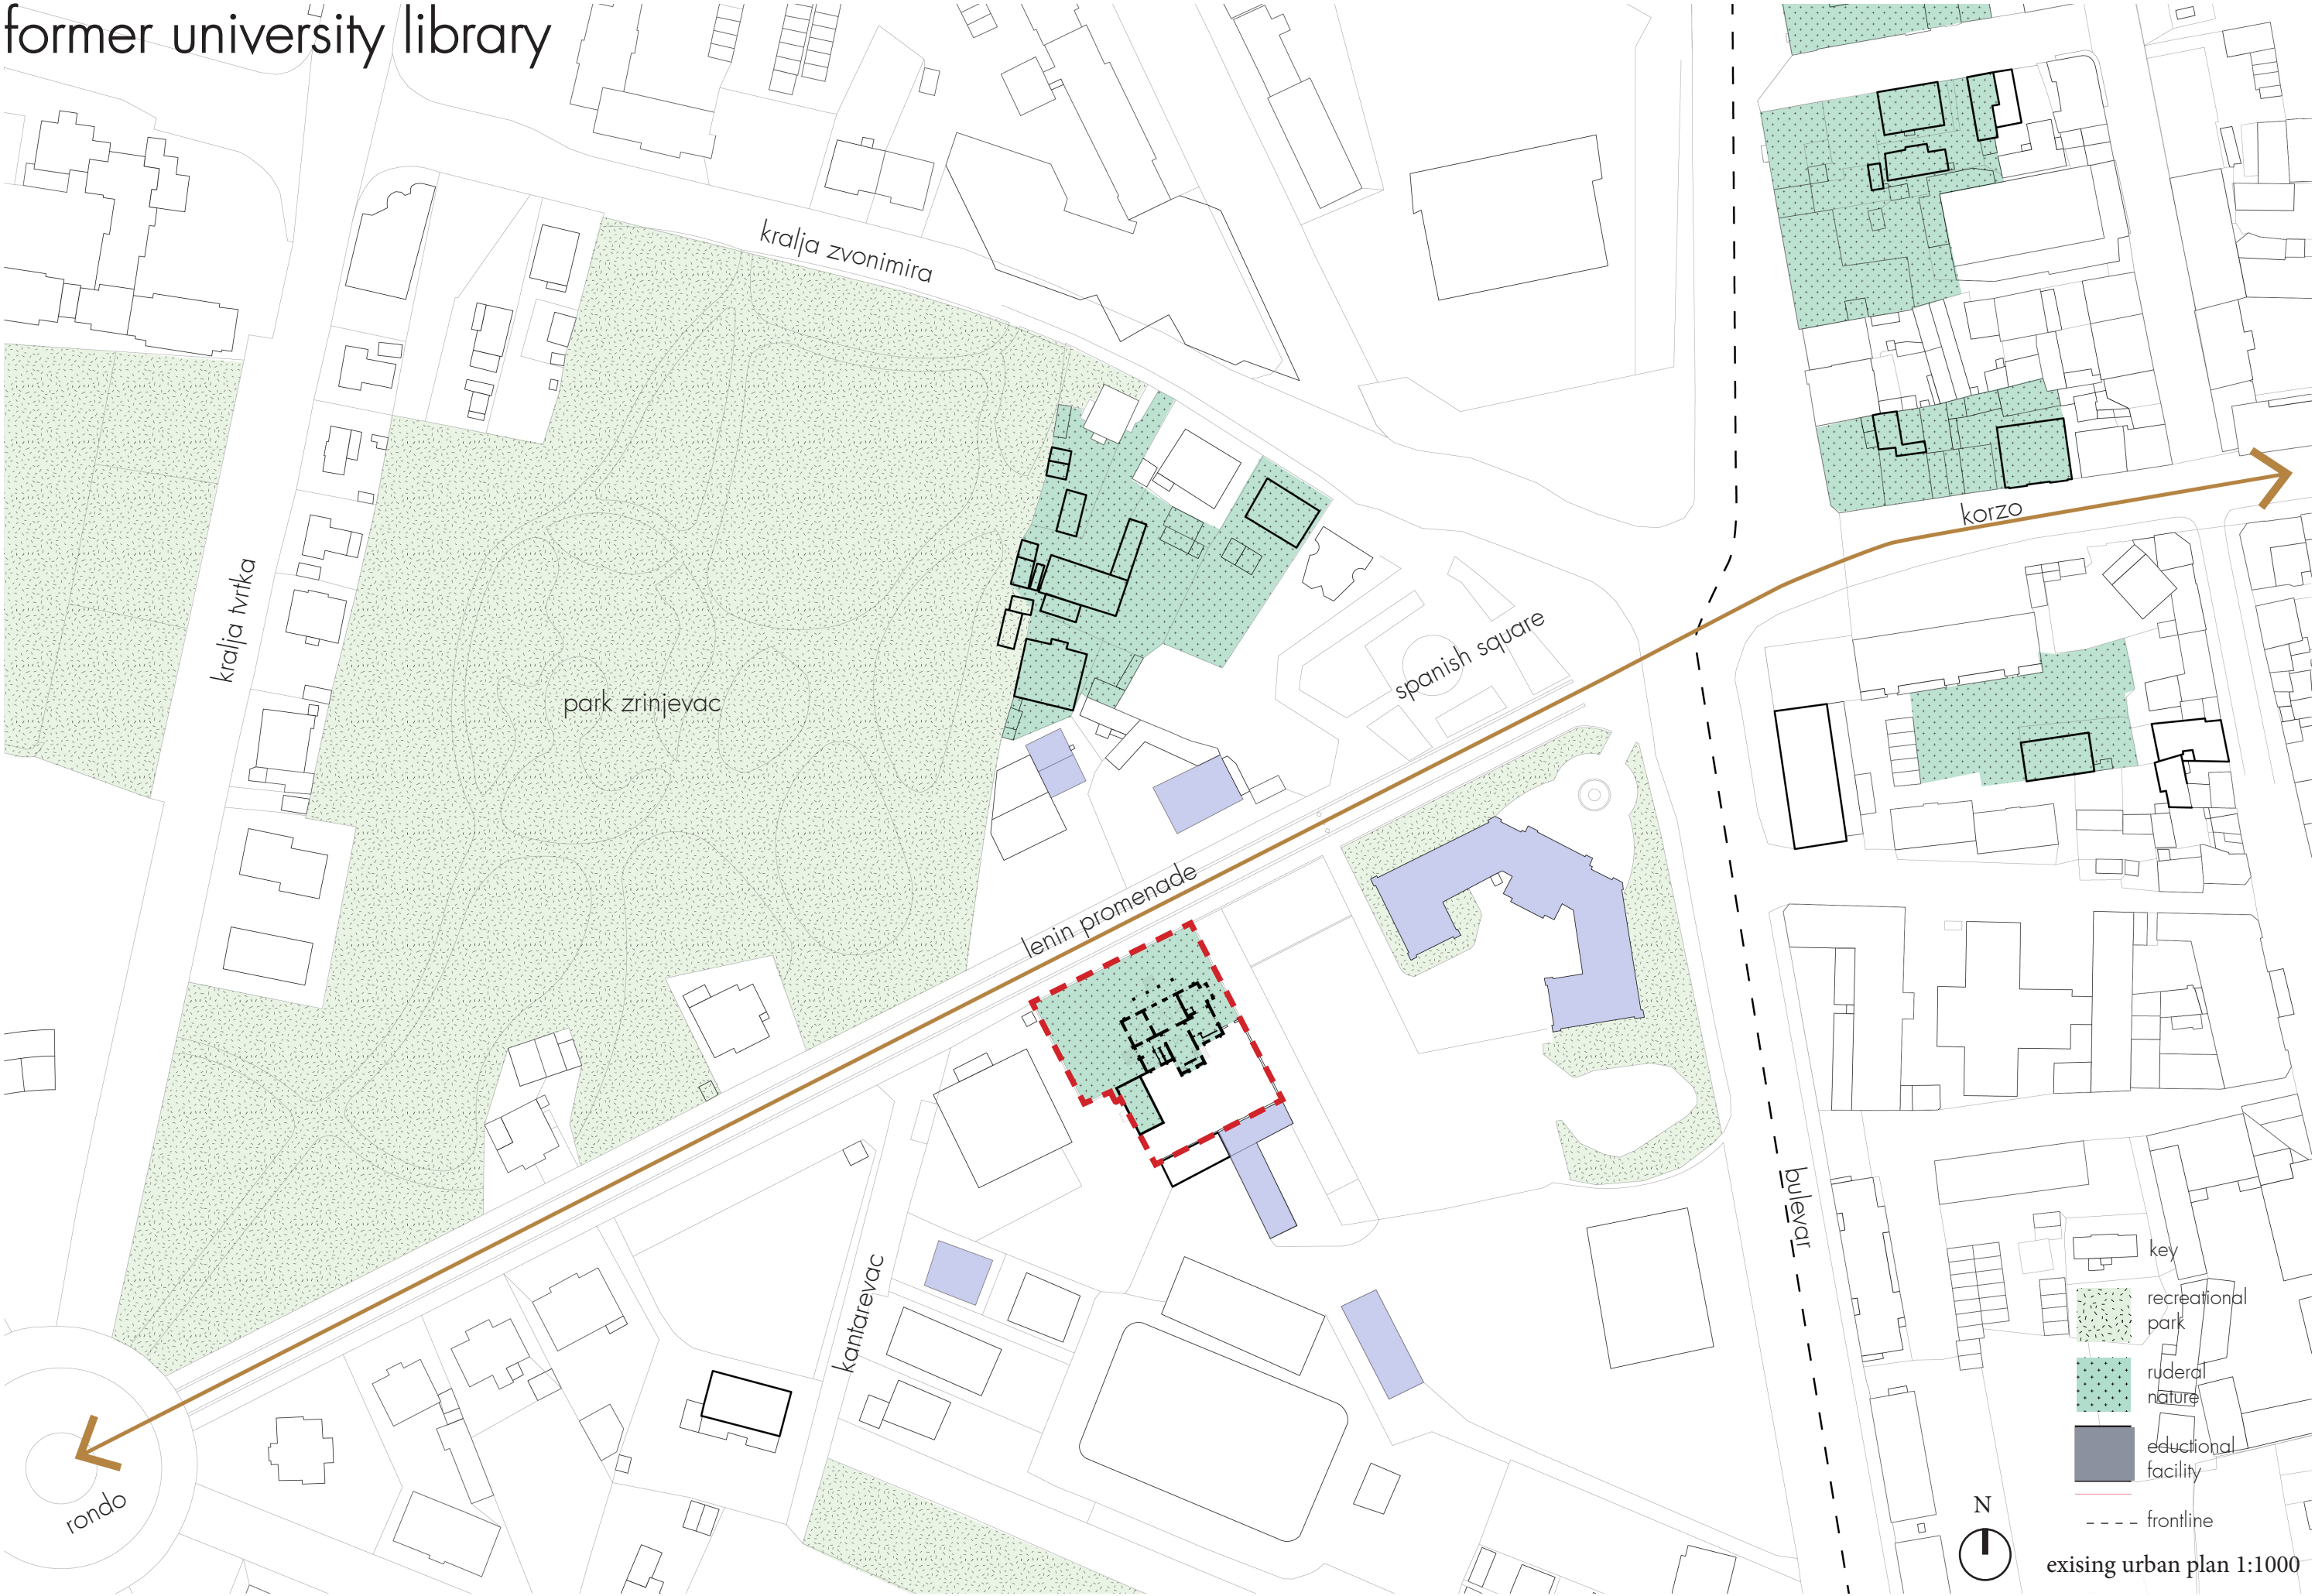 former university library
kralja zvonimira
korzo
kralja tvrtka
spanish square
park zrinjevac
lenin promenade
bulevar
kantarevac
rondo
key
recreational
park
ruderal
nature
eductional
facility
frontline
N
exising urban plan 1:1000